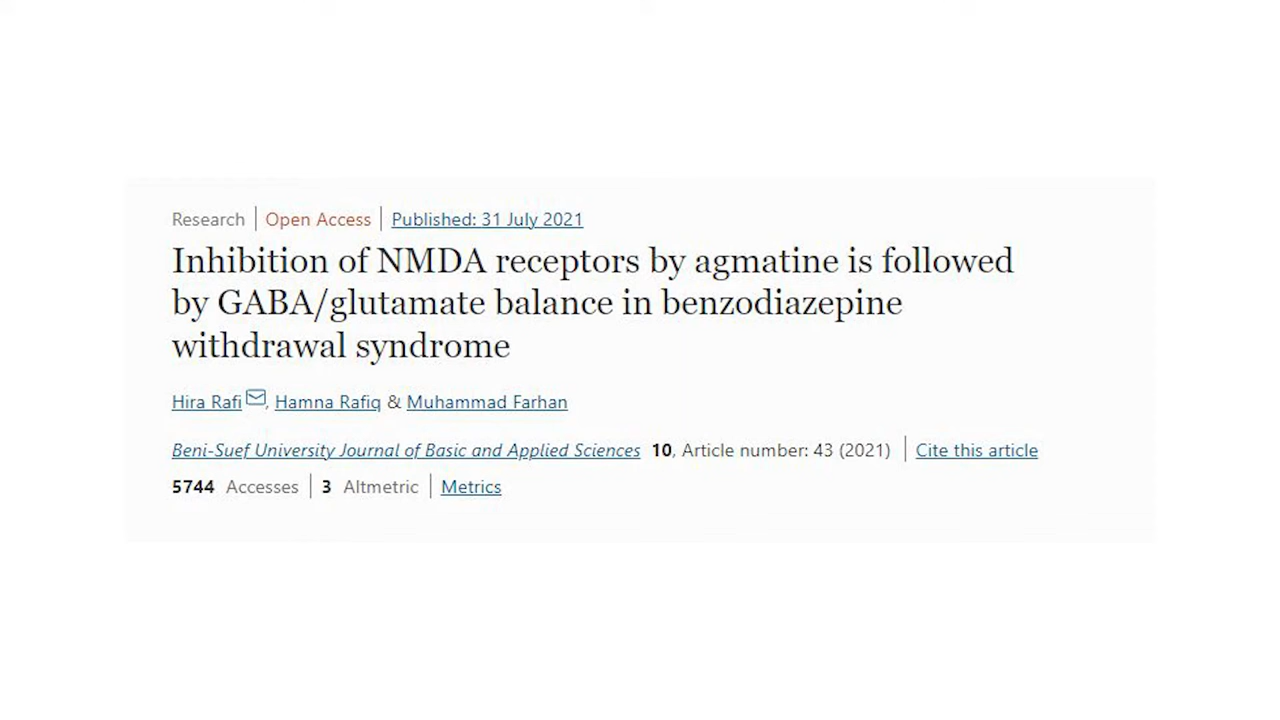 Research | Open Access | Published: 31 July 2021
Inhibition of NMDA receptors by agmatine is followed
by GABA/glutamate balance in benzodiazepine
withdrawal syndrome
Hira Rafi, Hamna Rafiq & Muhammad Farhan
Beni-Suef University Journal of Basic and Applied Sciences 10, Article number: 43 (2021) | Cite this article
5744 Accesses | 3 Altmetric | Metrics